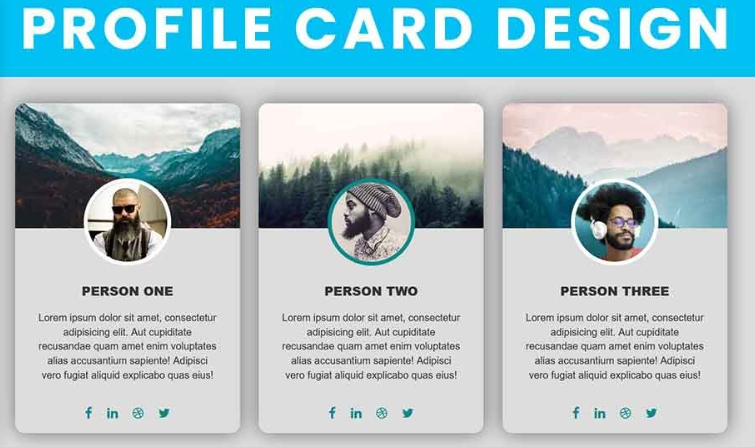 PROFILE CARD DESIGN
PERSON ONE
Lorem ipsum dolor sit amet, consectetur
adipisicing elit. Aut cupiditate
recusandae quam amet enim voluptates
alias accusantium sapiente! Adipisci
vero fugiat aliquid explicabo quas eius!
PERSON TWO
Lorem ipsum dolor sit amet, consectetur
adipisicing elit. Aut cupiditate
recusandae quam amet enim voluptates
alias accusantium sapiente! Adipisci
vero fugiat aliquid explicabo quas eius!
PERSON THREE
Lorem ipsum dolor sit amet, consectetur
adipisicing elit. Aut cupiditate
recusandae quam amet enim voluptates
alias accusantium sapiente! Adipisci
vero fugiat aliquid explicabo quas eius!